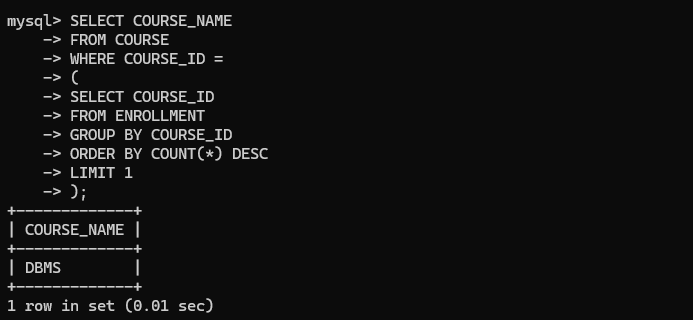 mysql> SELECT COURSE_NAME
    -> FROM COURSE
    -> WHERE COURSE_ID =
    -> (
    -> SELECT COURSE_ID
    -> FROM ENROLLMENT
    -> GROUP BY COURSE_ID
    -> ORDER BY COUNT(*) DESC
    -> LIMIT 1
    -> );
+-------------+
| COURSE_NAME |
+-------------+
| DBMS        |
+-------------+
1 row in set (0.01 sec)